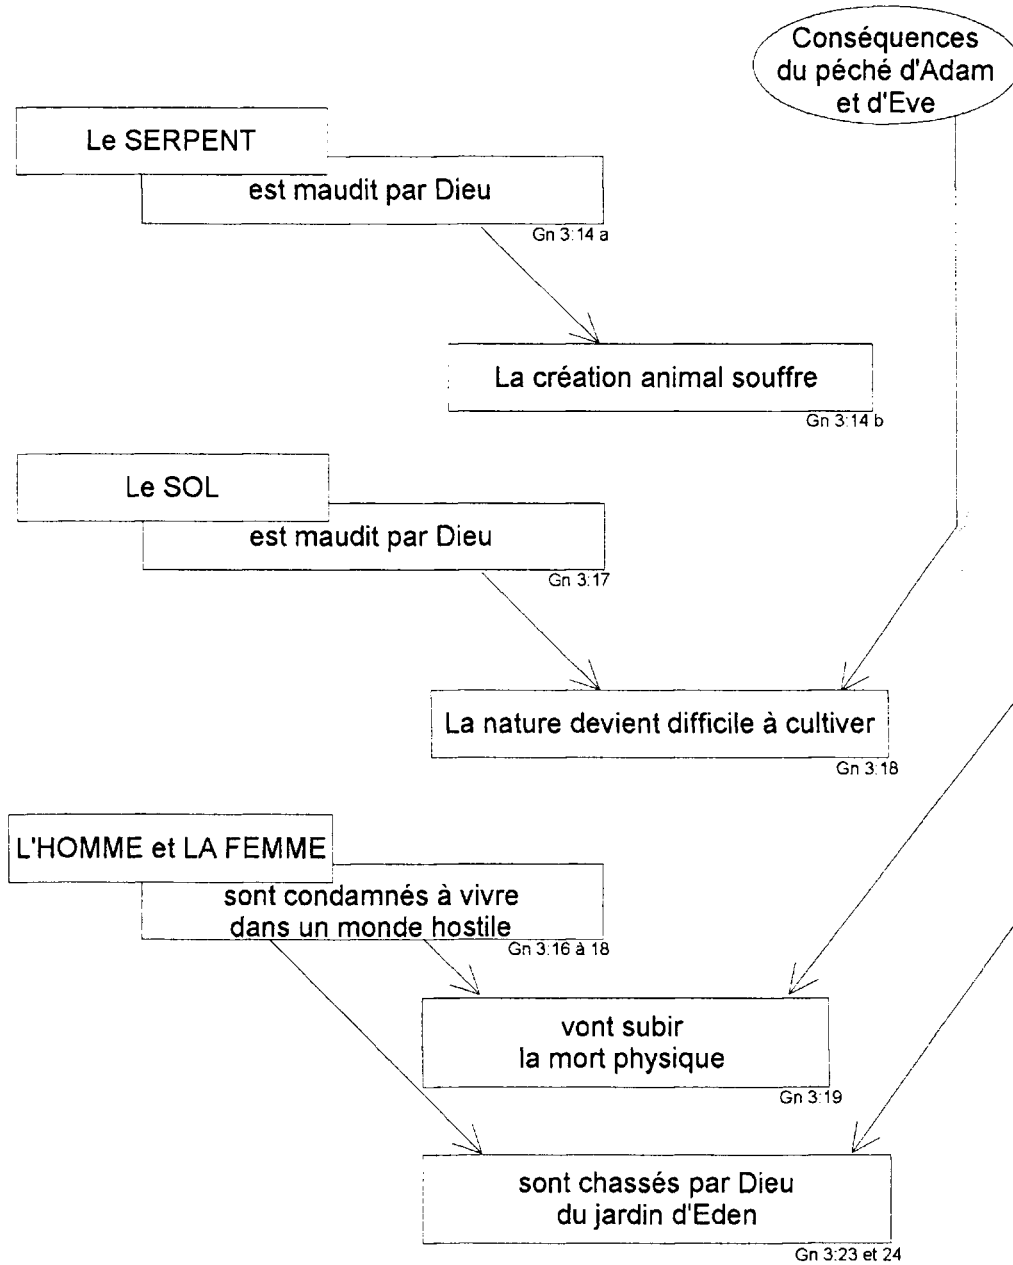 Conséquences
du péché d'Adam
et d'Eve
Le SERPENT
est maudit par Dieu
Gn 3:14 a
La création animal souffre
Gn 3:14 b
Le SOL
est maudit par Dieu
Gn 3:17
La nature devient difficile à cultiver
Gn 3:18
L'HOMME et LA FEMME
sont condamnés à vivre
dans un monde hostile
Gn 3:16 à 18
vont subir
la mort physique
Gn 3:19
sont chassés par Dieu
du jardin d'Eden
Gn 3:23 et 24